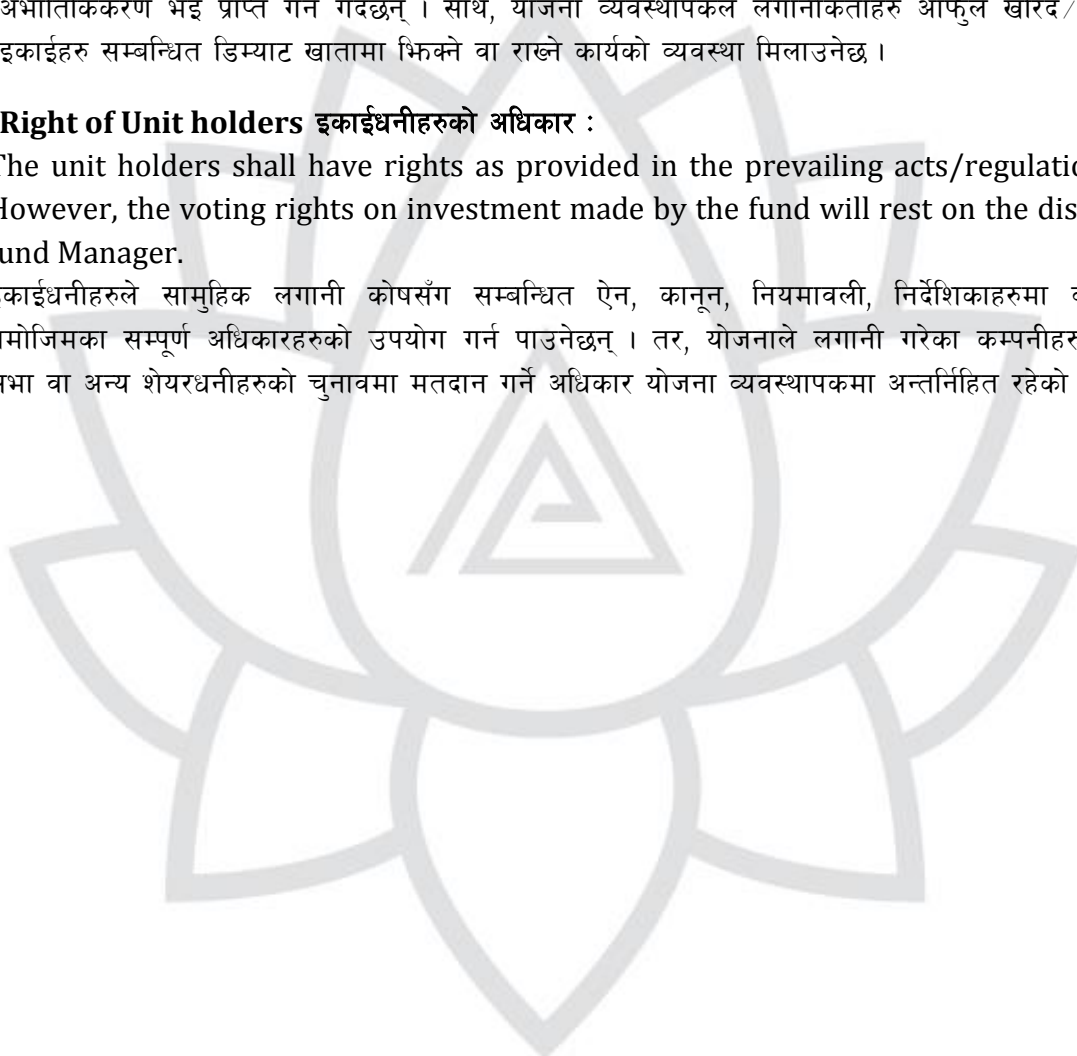 अभौतिकिकरण भइ प्राप्त गर्न गर्दछन् । साथै, योजना व्यवस्थापकले लगानीकर्ताहरु आफुले खरिद/
इकाईहरु सम्बन्धित डिम्याट खातामा झिक्ने वा राख्ने कार्यको व्यवस्था मिलाउनेछ ।
Right of Unit holders इकाईधनीहरुको अधिकार :
The unit holders shall have rights as provided in the prevailing acts/regulatio
However, the voting rights on investment made by the fund will rest on the dis
und Manager.
इकाईधनीहरुले सामुहिक लगानी कोषसँग सम्बन्धित ऐन, कानून, नियमावली, निर्देशिकाहरुमा
मोजिमका सम्पूर्ण अधिकारहरुको उपयोग गर्न पाउनेछन् । तर, योजनाले लगानी गरेका कम्पनीहरु
भा वा अन्य शेयरधनीहरुको चुनावमा मतदान गर्ने अधिकार योजना व्यवस्थापकमा अन्तर्निहित रहेको